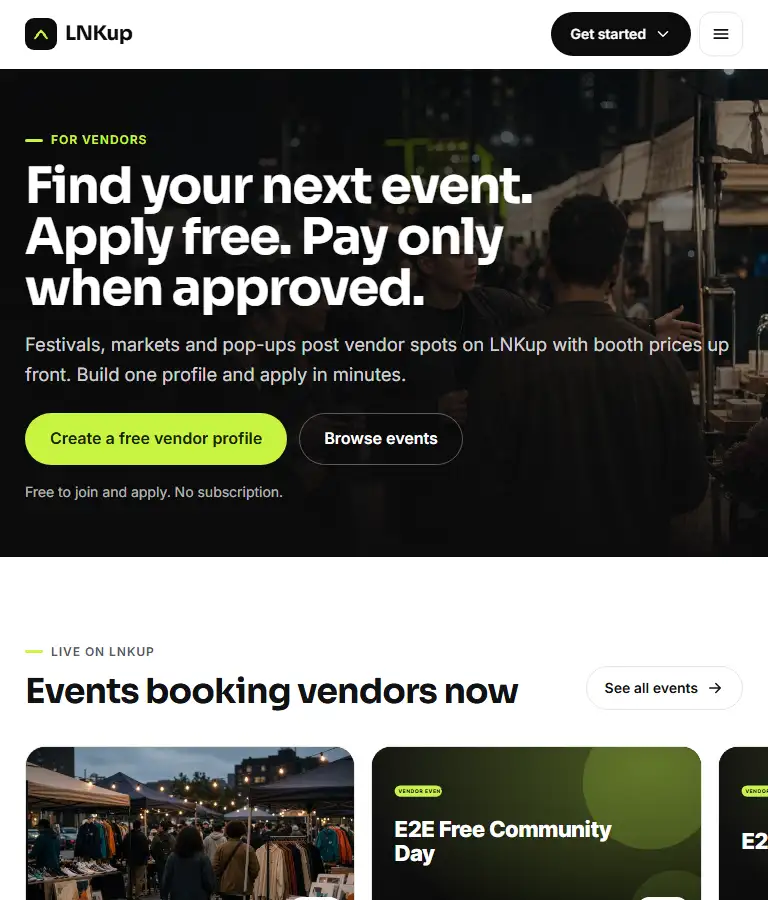 LNKup
Get started
FOR VENDORS
Find your next event.
Apply free. Pay only
when approved.
Festivals, markets and pop-ups post vendor spots on LNKup with booth prices up
front. Build one profile and apply in minutes.
Create a free vendor profile
Browse events
Free to join and apply. No subscription.
LIVE ON LNKUP
Events booking vendors now
See all events
VENDOR EVEN
E2E Free Community
Day
VENDOR
E2